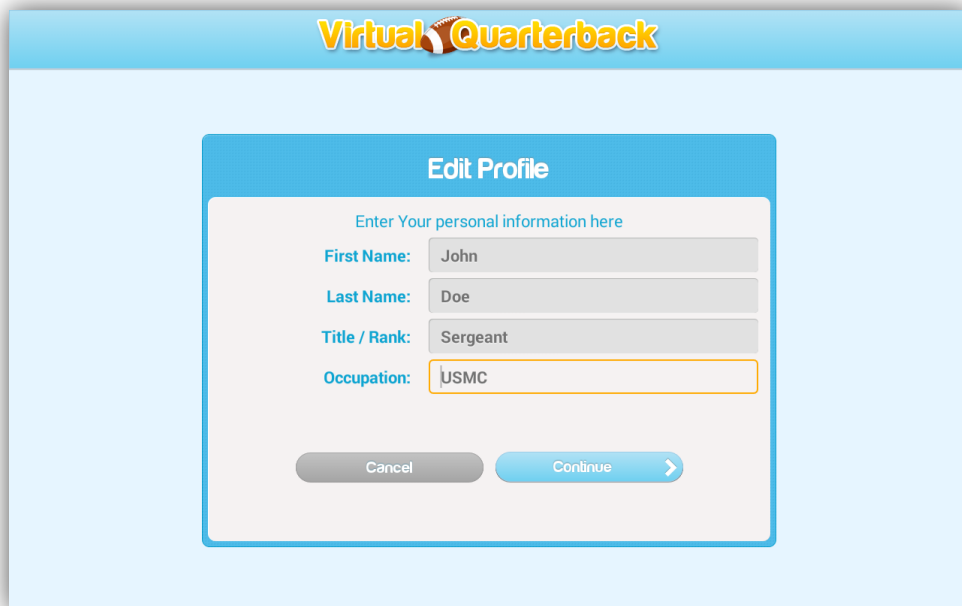 Virtual Quarterback
Edit Profile
Enter Your personal information here
First Name: John
Last Name: Doe
Title / Rank: Sergeant
Occupation: USMC
Cancel Continue